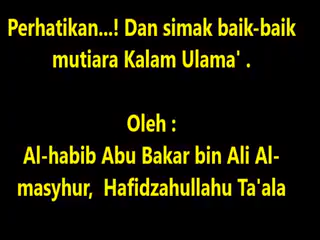 Perhatikan...! Dan simak baik-baik
mutiara Kalam Ulama' .
Oleh :
Al-habib Abu Bakar bin Ali Al-
masyhur,  Hafidzahullahu Ta'ala